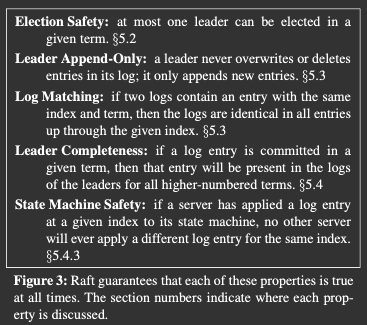 Election Safety: at most one leader can be elected in a
given term. §5.2
Leader Append-Only: a leader never overwrites or deletes
entries in its log; it only appends new entries. §5.3
Log Matching: if two logs contain an entry with the same
index and term, then the logs are identical in all entries
up through the given index. §5.3
Leader Completeness: if a log entry is committed in a
given term, then that entry will be present in the logs
of the leaders for all higher-numbered terms. §5.4
State Machine Safety: if a server has applied a log entry
at a given index to its state machine, no other server
will ever apply a different log entry for the same index.
§5.4.3
Figure 3: Raft guarantees that each of these properties is true
at all times. The section numbers indicate where each prop-
erty is discussed.